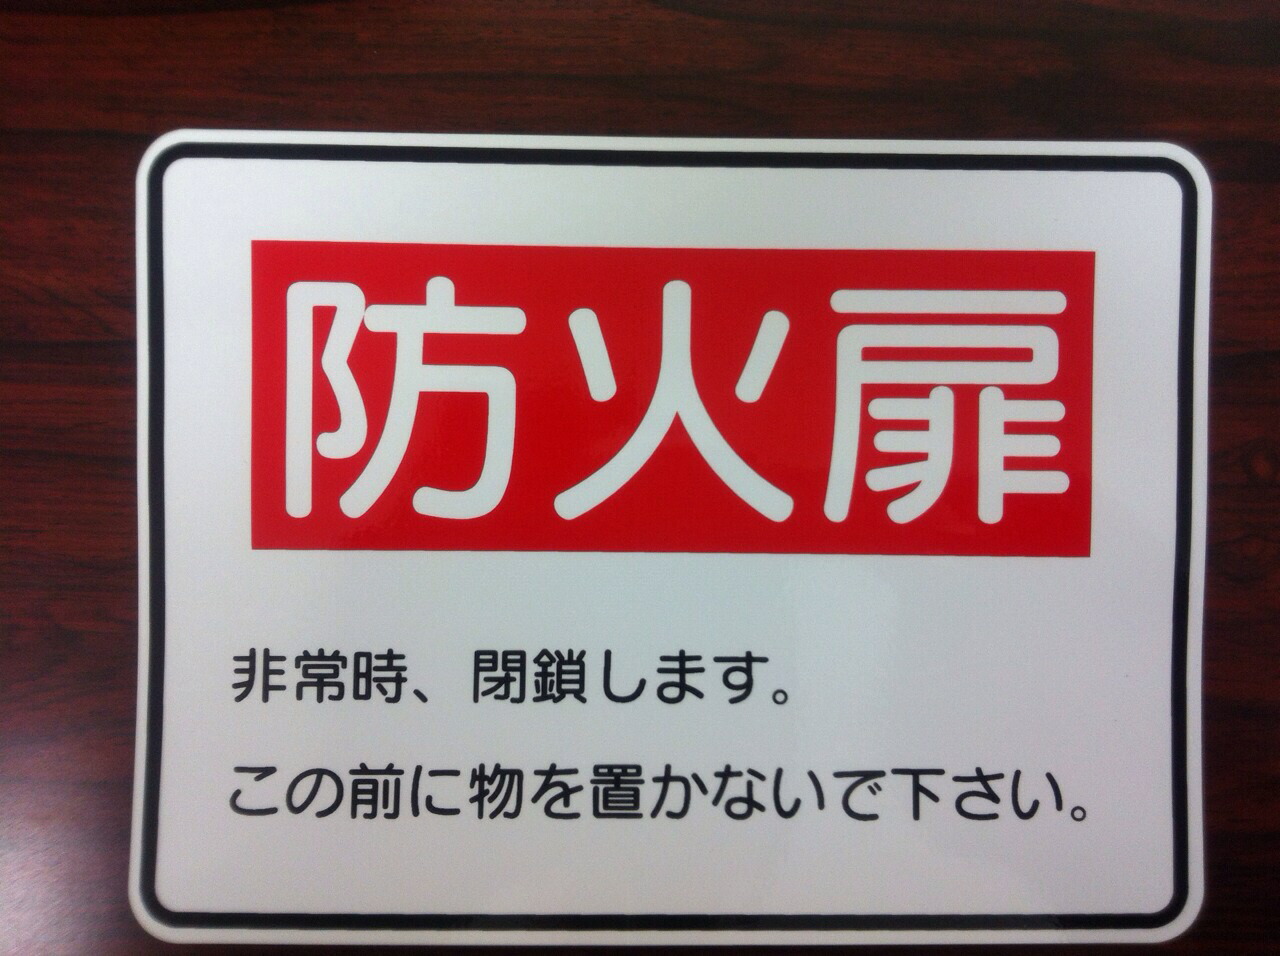 防火扉
非常時、閉鎖します。
この前に物を置かないで下さい。